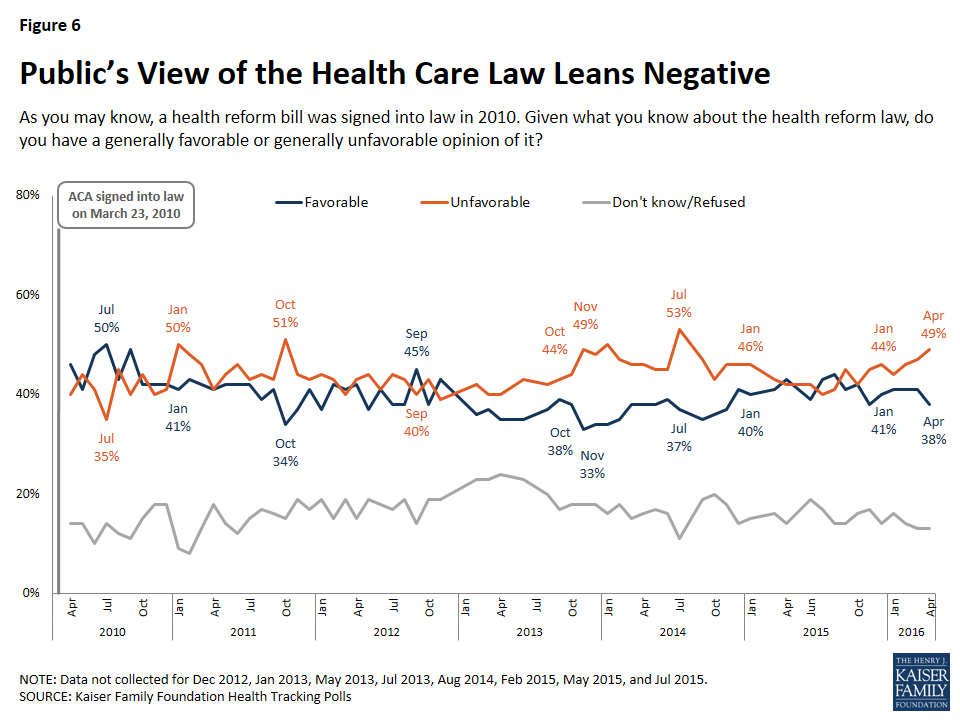 Figure 6
Public's View of the Health Care Law Leans Negative
As you may know, a health reform bill was signed into law in 2010. Given what you know about the health reform law, do
you have a generally favorable or generally unfavorable opinion of it?
80%
ACA signed into law
on March 23, 2010
Favorable
Unfavorable
Don't know/Refused
60%
Jul
50%
Jan
50%
Oct
51%
Sep
45%
Oct
44%
Nov
49%
Jul
53%
Jan
46%
Jan
44%
Apr
49%
40%
Jul
35%
Jan
41%
Oct
34%
Sep
40%
Oct
38%
Nov
33%
Jul
37%
Jan
40%
Jan
41%
Apr
38%
20%
0%
Apr Jul Oct Jan Apr Jul Oct Jan Apr Jul Oct Jan Apr Jul Oct Jan Apr Jul Oct Jan Apr Jun Oct Jan Apr
2010 2011 2012 2013 2014 2015 2016
NOTE: Data not collected for Dec 2012, Jan 2013, May 2013, Jul 2013, Aug 2014, Feb 2015, May 2015, and Jul 2015.
SOURCE: Kaiser Family Foundation Health Tracking Polls
THE HENRY J.
KAISER
FAMILY
FOUNDATION